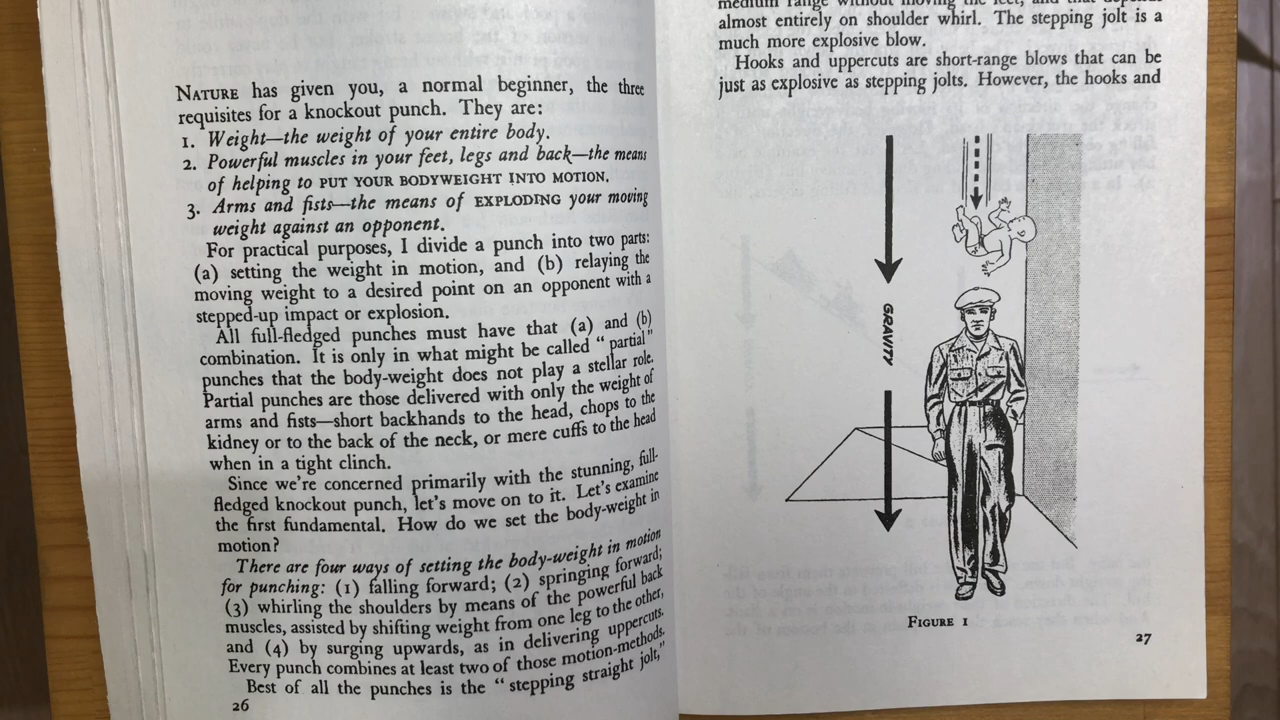 NATURE has given you, a normal beginner, the three
requisites for a knockout punch. They are:
1. Weight—the weight of your entire body.
2. Powerful muscles in your feet, legs and back—the means
of helping to PUT YOUR BODYWEIGHT INTO MOTION.
3. Arms and fists—the means of EXPLODING your moving
weight against an opponent.
For practical purposes, I divide a punch into two parts:
(a) setting the weight in motion, and (b) relaying the
moving weight to a desired point on an opponent with a
stepped-up impact or explosion.
All full-fledged punches must have that (a) and (b)
combination. It is only in what might be called "partial"
punches that the body-weight does not play a stellar role.
Partial punches are those delivered with only the weight of
arms and fists—short backhands to the head, chops to the
kidney or to the back of the neck, or mere cuffs to the head
when in a tight clinch.
Since we're concerned primarily with the stunning, full-
fledged knockout punch, let's move on to it. Let's examine
the first fundamental. How do we set the body-weight in
motion?
There are four ways of setting the body-weight in motion
for punching: (1) falling forward; (2) springing forward;
(3) whirling the shoulders by means of the powerful back
muscles, assisted by shifting weight from one leg to the other,
and (4) by surging upwards, as in delivering uppercuts.
Every punch combines at least two of those motion-methods.
Best of all the punches is the "stepping straight jolt,"
26
medium range without moving the feet, and that depends
almost entirely on shoulder whirl. The stepping jolt is a
much more explosive blow.
Hooks and uppercuts are short-range blows that can be
just as explosive as stepping jolts. However, the hooks and
GRAVITY
FIGURE 1
27